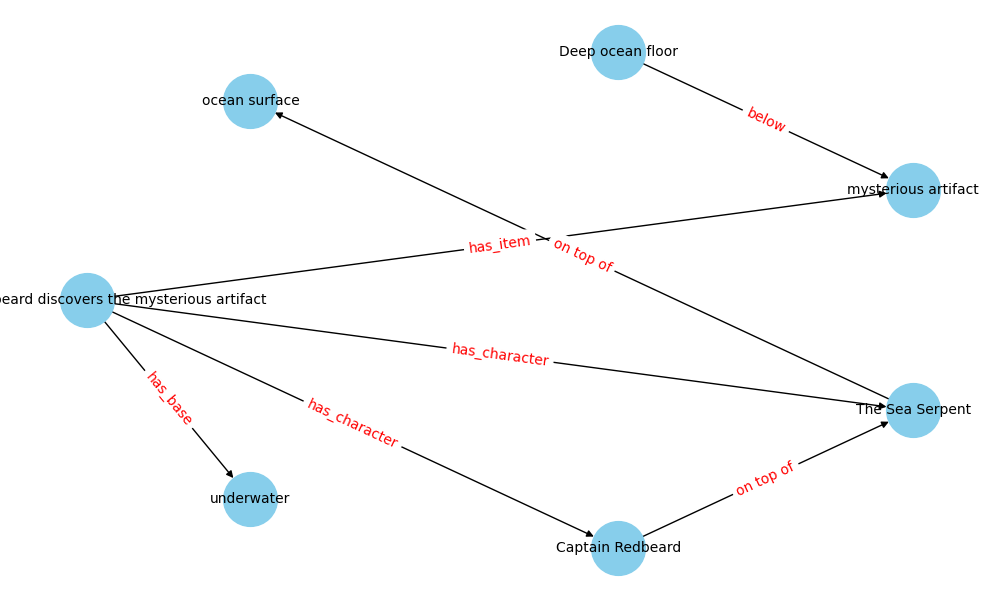 Deep ocean floor
ocean surface
below
mysterious artifact
has_item
on top of
eard discovers the mysterious artifact
has_character
has_base
has_character
The Sea Serpent
on top of
underwater
Captain Redbeard